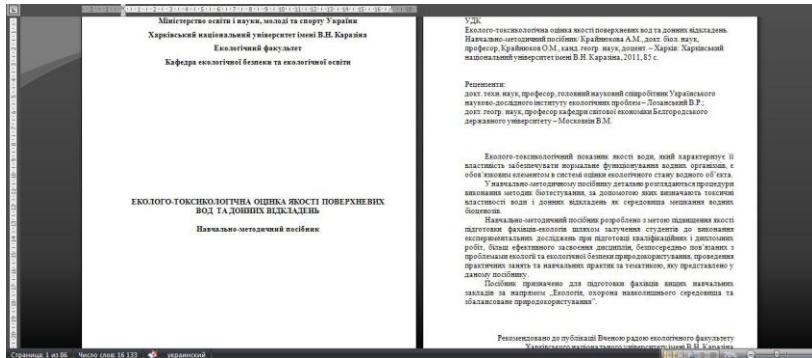 Міністерство освіти і науки, молоді та спорту України
Харківський національний університет імені В.Н. Каразіна
Екологічний факультет
Кафедра екологічної безпеки та екологічної освіти
ЕКОЛОГО-ТОКСИКОЛОГІЧНА ОЦІНКА ЯКОСТІ ПОВЕРХНЕВИХ
ВОД ТА ДОННИХ ВІДКЛАДЕНЬ
Навчально-методичний посібник
УДК
Еколого-токсикологічна оцінка якості поверхневих вод та донних відкладень.
Навчально-методичний посібник/ Крайнюкова А.М., докт. біол. наук,
професор, Крайнюков О.М., канд. геогр. наук, доцент. – Харків: Харківський
національний університет імені В.Н. Каразіна, 2011, 85 с.
Рецензенти:
докт. техн. наук, професор, головний науковий співробітник Українського
науково-дослідного інституту екологічних проблем – Лозанський В.Р.;
докт. геогр. наук, професор кафедри світової економіки Бєлгородського
державного університету – Московкін В.М.
Еколого-токсикологічний показник якості води, який характеризує її
властивість забезпечувати нормальне функціонування водних організмів, є
обов'язковим елементом в системі оцінки екологічного стану водного об'єкта.
У навчально-методичному посібнику детально розглядаються процедури
виконання методик біотестування, за допомогою яких визначають токсичні
властивості води і донних відкладень як середовища мешкання водних
біоценозів.
Навчально-методичний посібник розроблено з метою підвищення якості
підготовки фахівців-екологів шляхом залучення студентів до виконання
експериментальних досліджень при підготовці кваліфікаційних і дипломних
робіт, більш ефективного засвоєння дисциплін, безпосередньо пов'язаних з
проблемами екології та екологічної безпеки природокористування, проведення
практичних занять та навчальних практик за тематикою, яку представлено у
даному посібнику.
Посібник призначено для підготовки фахівців вищих навчальних
закладів за напрямом „Екологія, охорона навколишнього середовища та
збалансоване природокористування”.
Рекомендовано до публікації Вченою радою екологічного факультету
Харківського національного університету імені В.Н. Каразіна
Страница: 1 из 86 Число слов: 16 133 украинский